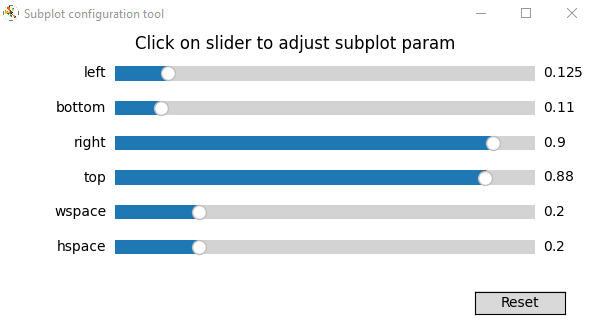 Subplot configuration tool
Click on slider to adjust subplot param
left 0.125
bottom 0.11
right 0.9
top 0.88
wspace 0.2
hspace 0.2
Reset